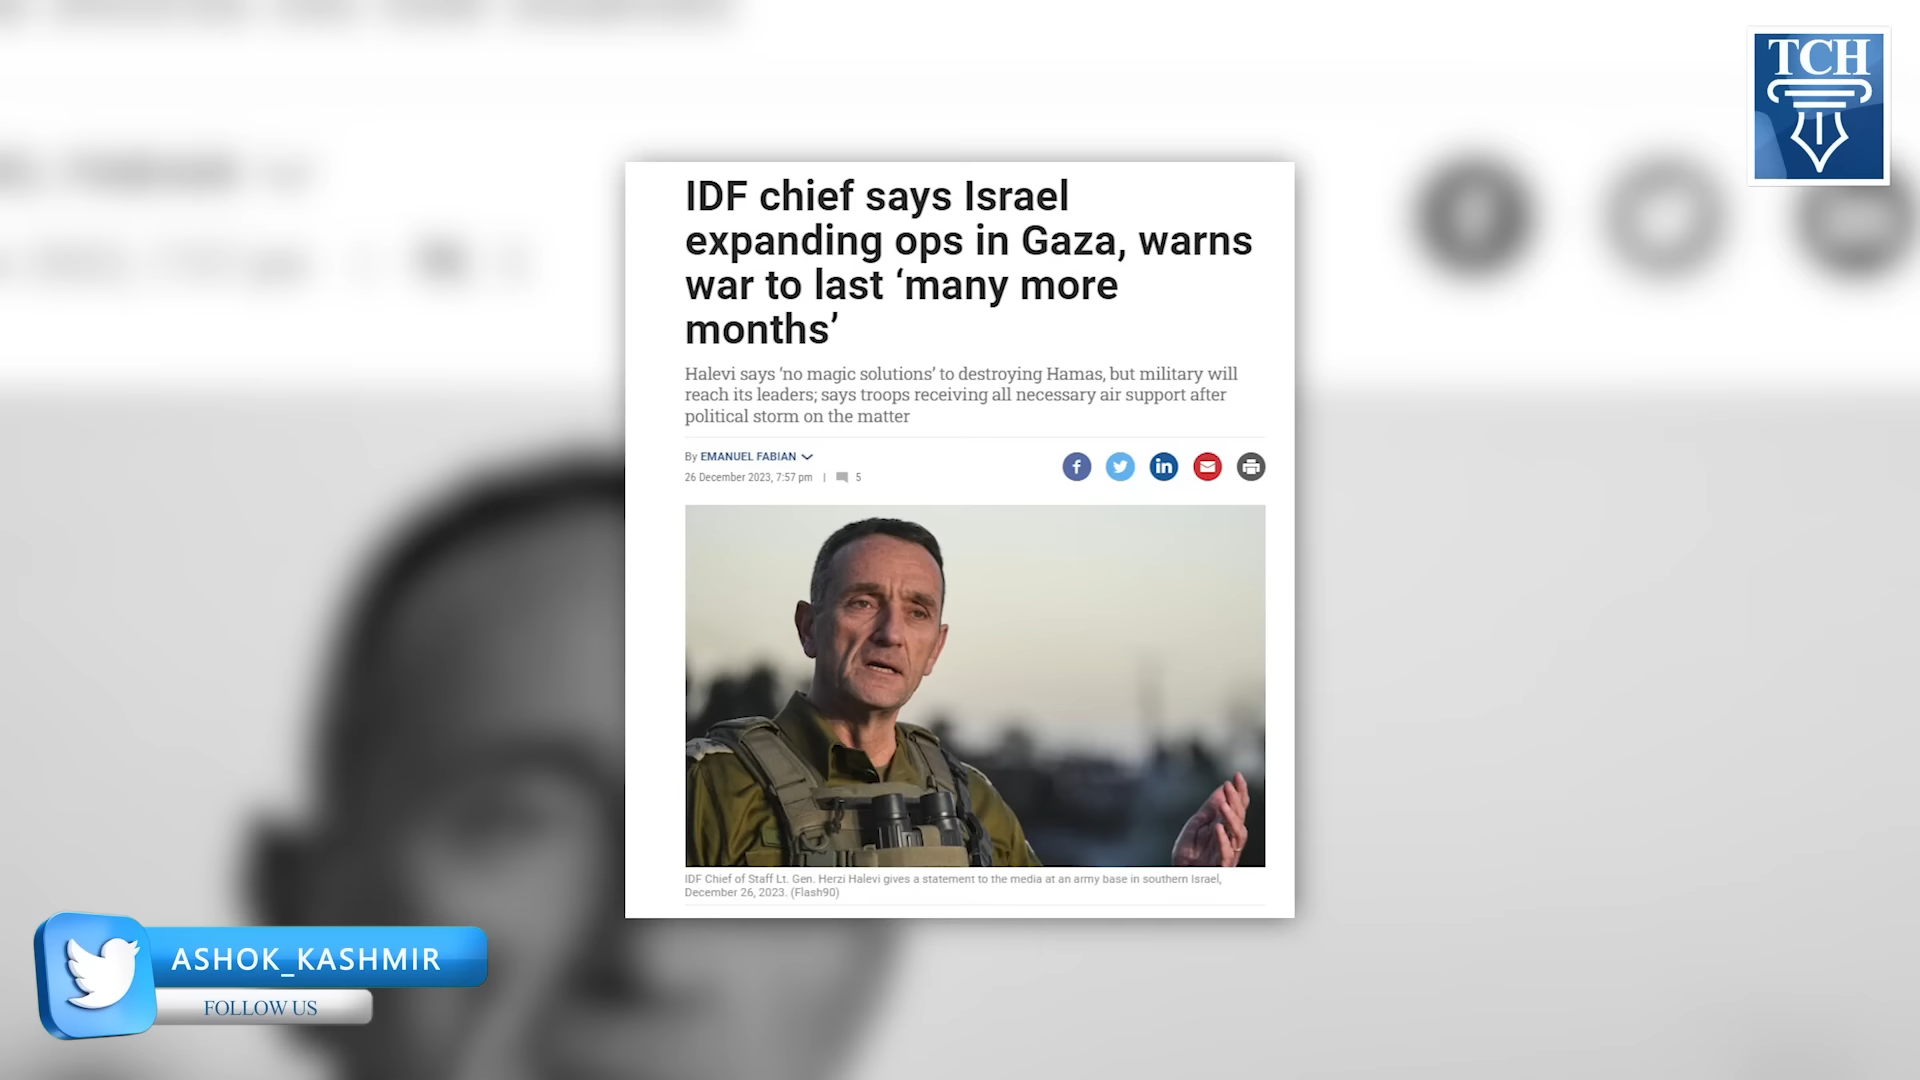 TCH
IDF chief says Israel
expanding ops in Gaza, warns
war to last ‘many more
months’
Halevi says ‘no magic solutions’ to destroying Hamas, but military will
reach its leaders; says troops receiving all necessary air support after
political storm on the matter
By EMANUEL FABIAN
26 December 2023, 7:57 pm | 5
IDF Chief of Staff Lt. Gen. Herzi Halevi gives a statement to the media at an army base in southern Israel,
December 26, 2023. (Flash90)
ASHOK_KASHMIR
FOLLOW US